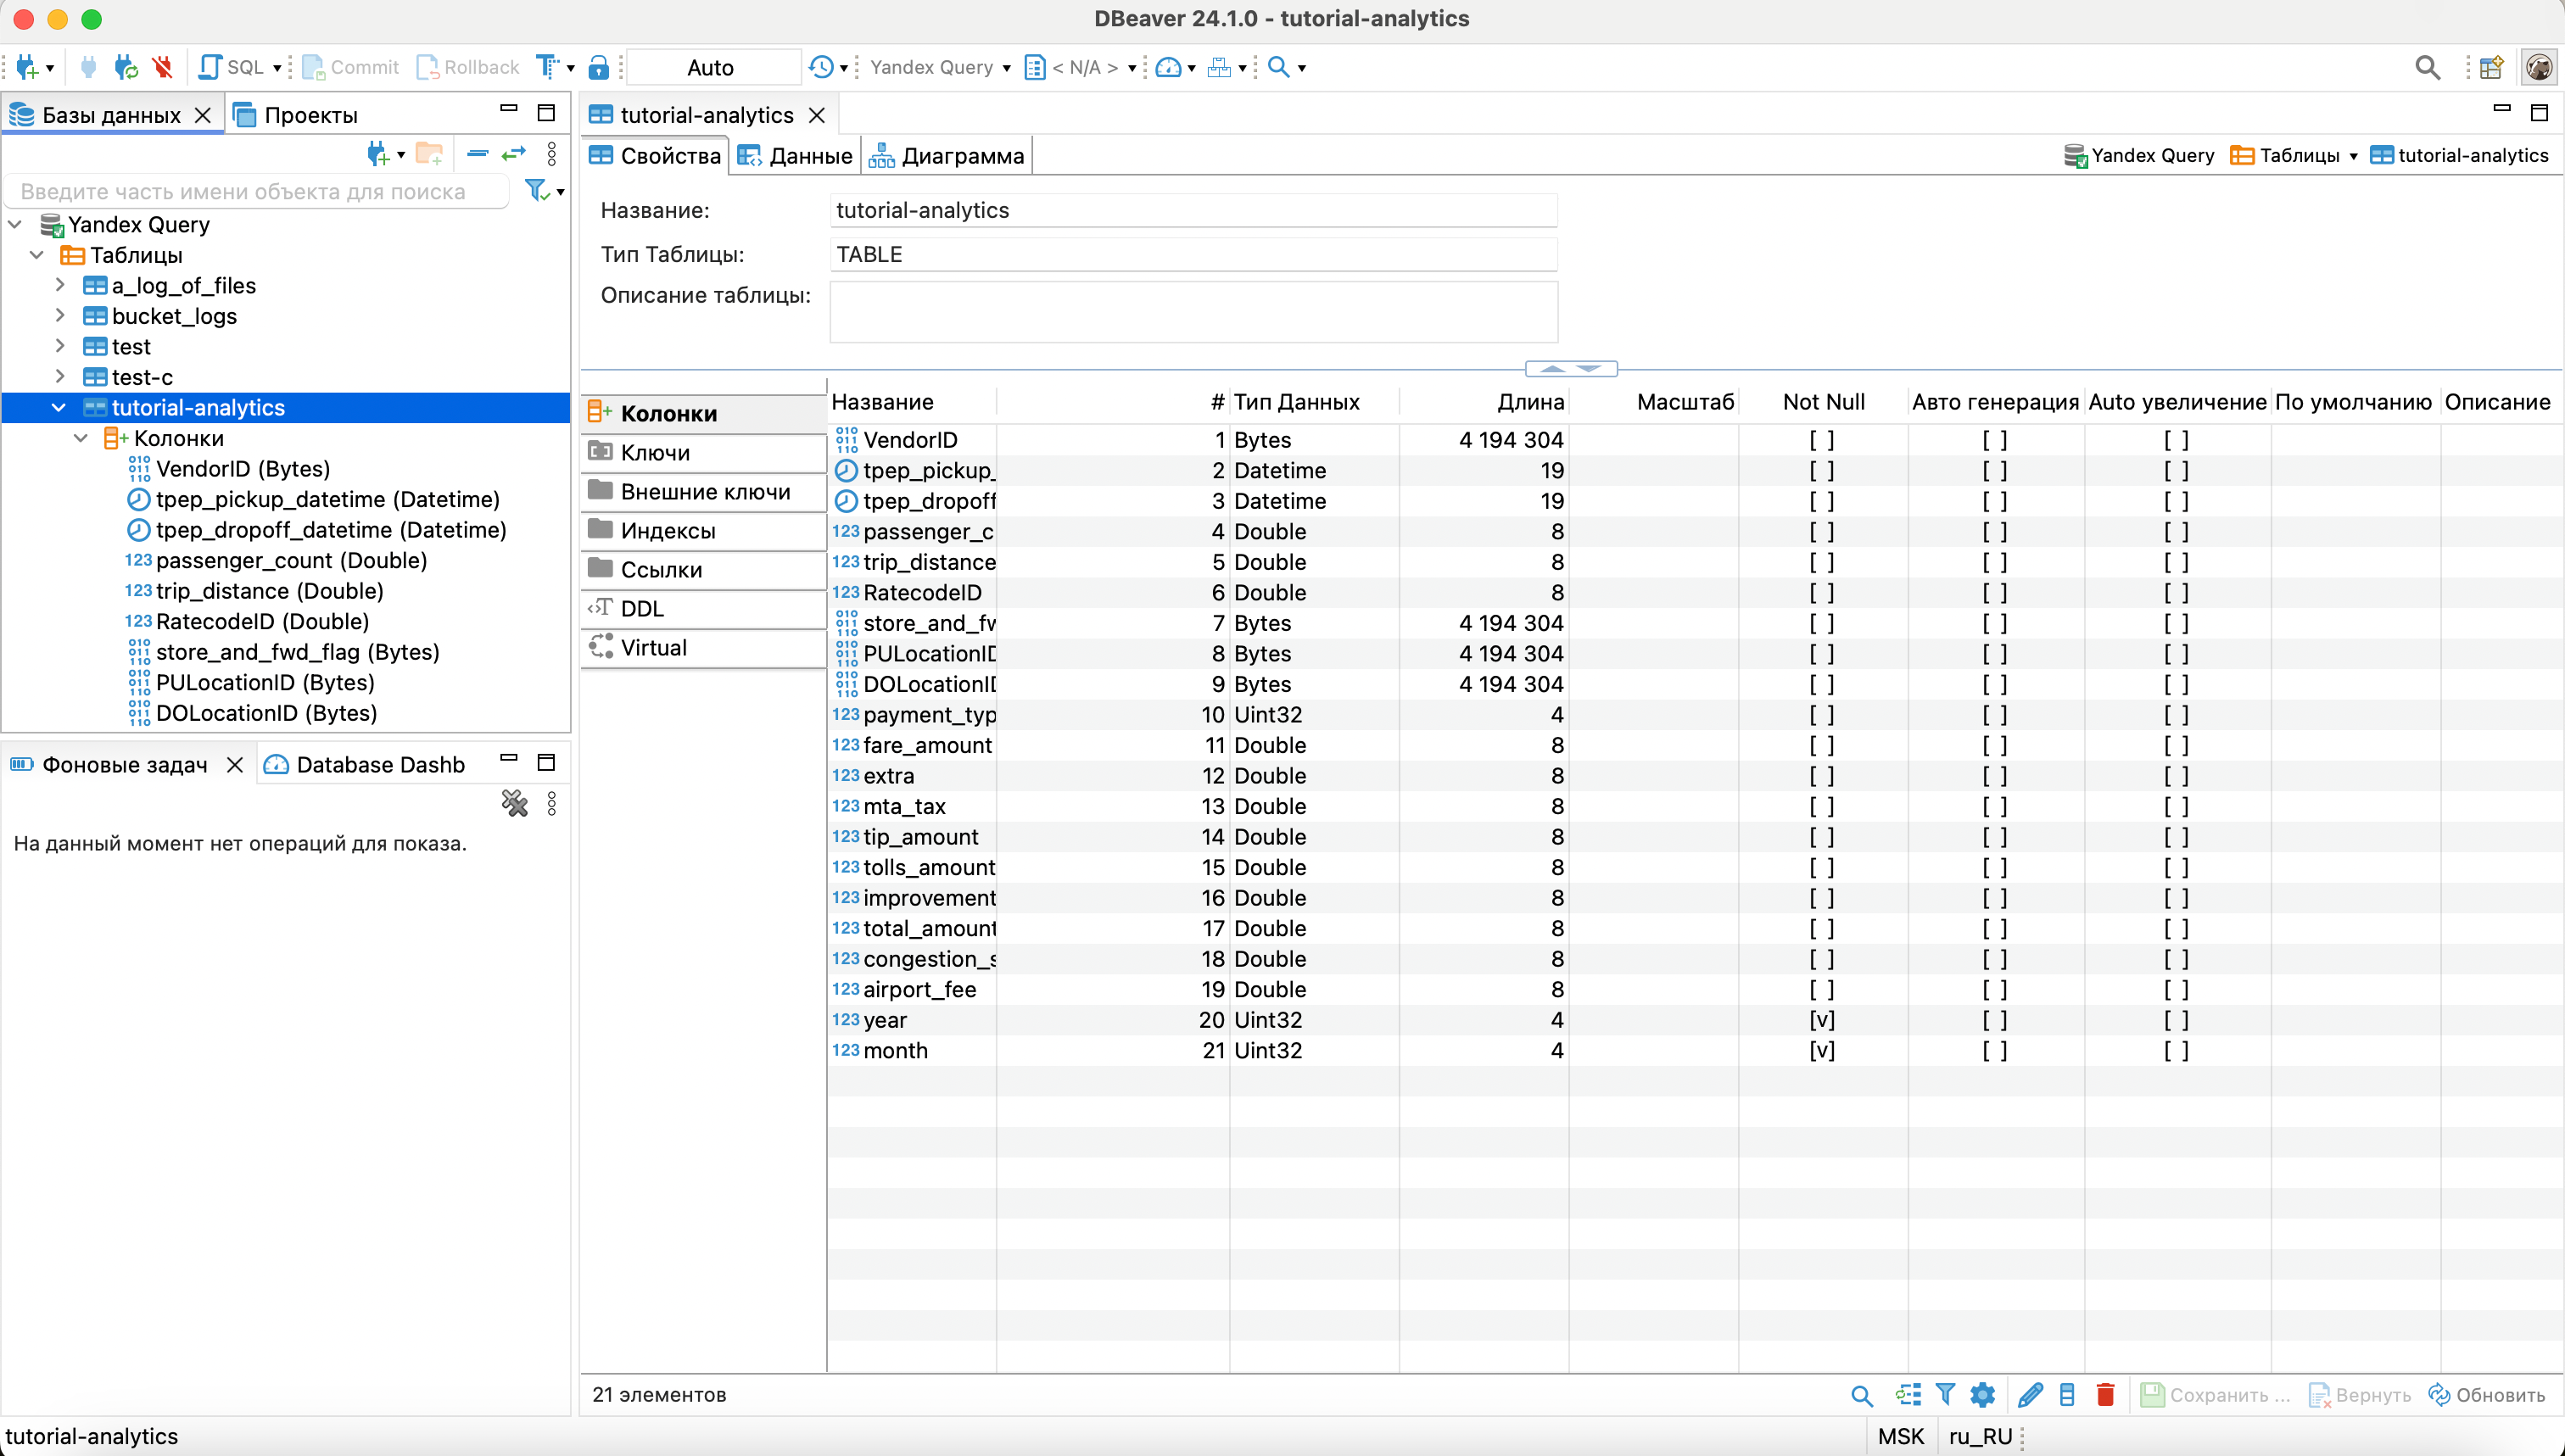 DBeaver 24.1.0 - tutorial-analytics
SQL Commit Rollback Auto Yandex Query < N/A >
Базы данных Проекты
Введите часть имени объекта для поиска
Yandex Query
Таблицы
a_log_of_files
bucket_logs
test
test-c
tutorial-analytics
Колонки
VendorID (Bytes)
tpep_pickup_datetime (Datetime)
tpep_dropoff_datetime (Datetime)
123 passenger_count (Double)
123 trip_distance (Double)
123 RatecodeID (Double)
store_and_fwd_flag (Bytes)
PULocationID (Bytes)
DOLocationID (Bytes)
Фоновые задач Database Dashb
На данный момент нет операций для показа.
tutorial-analytics
Свойства Данные Диаграмма Yandex Query Таблицы tutorial-analytics
Название: tutorial-analytics
Тип Таблицы: TABLE
Описание таблицы:
Колонки
Ключи
Внешние ключи
Индексы
Ссылки
DDL
Virtual
Название # Тип Данных Длина Масштаб Not Null Авто генерация Auto увеличение По умолчанию Описание
VendorID 1 Bytes 4 194 304 [ ] [ ] [ ]
tpep_pickup_ 2 Datetime 19 [ ] [ ] [ ]
tpep_dropoff 3 Datetime 19 [ ] [ ] [ ]
123 passenger_c 4 Double 8 [ ] [ ] [ ]
123 trip_distance 5 Double 8 [ ] [ ] [ ]
123 RatecodeID 6 Double 8 [ ] [ ] [ ]
store_and_fw 7 Bytes 4 194 304 [ ] [ ] [ ]
PULocationID 8 Bytes 4 194 304 [ ] [ ] [ ]
DOLocationID 9 Bytes 4 194 304 [ ] [ ] [ ]
123 payment_typ 10 Uint32 4 [ ] [ ] [ ]
123 fare_amount 11 Double 8 [ ] [ ] [ ]
123 extra 12 Double 8 [ ] [ ] [ ]
123 mta_tax 13 Double 8 [ ] [ ] [ ]
123 tip_amount 14 Double 8 [ ] [ ] [ ]
123 tolls_amount 15 Double 8 [ ] [ ] [ ]
123 improvement 16 Double 8 [ ] [ ] [ ]
123 total_amount 17 Double 8 [ ] [ ] [ ]
123 congestion_s 18 Double 8 [ ] [ ] [ ]
123 airport_fee 19 Double 8 [ ] [ ] [ ]
123 year 20 Uint32 4 [v] [ ] [ ]
123 month 21 Uint32 4 [v] [ ] [ ]
21 элементов Сохранить ... Вернуть Обновить
tutorial-analytics MSK ru_RU